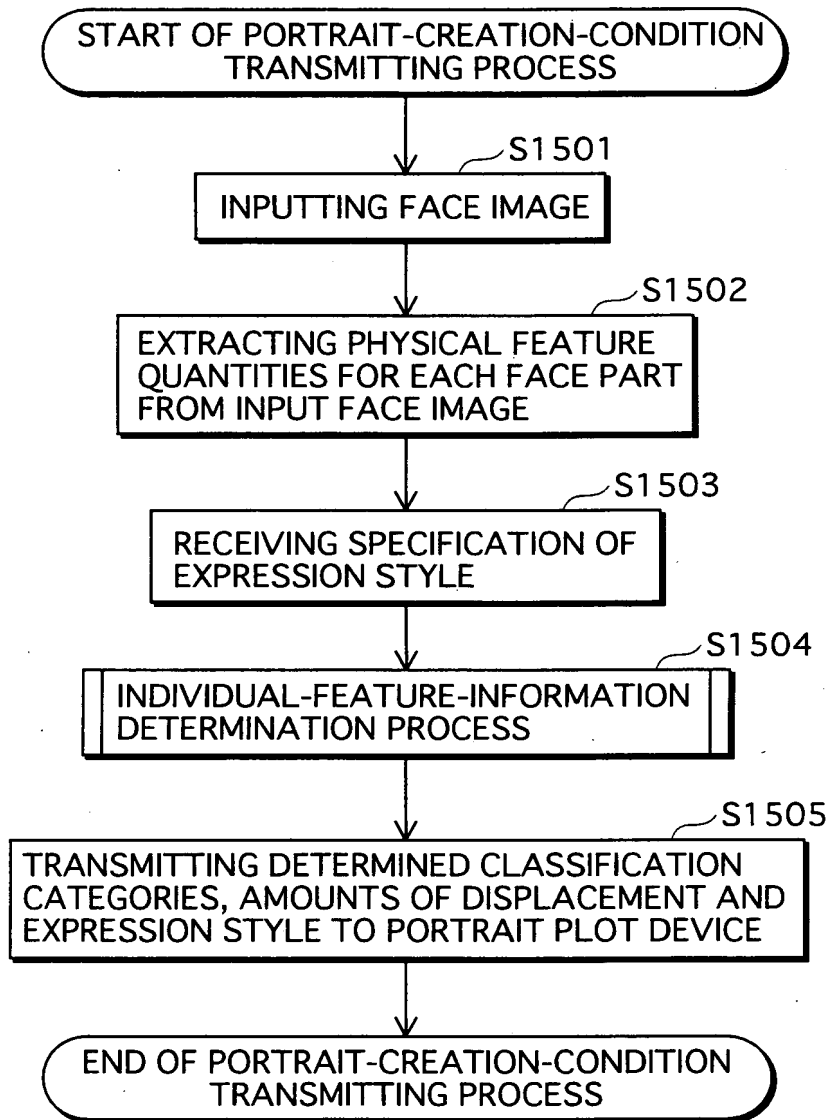 START OF PORTRAIT-CREATION-CONDITION
TRANSMITTING PROCESS
S1501
INPUTTING FACE IMAGE
S1502
EXTRACTING PHYSICAL FEATURE
QUANTITIES FOR EACH FACE PART
FROM INPUT FACE IMAGE
S1503
RECEIVING SPECIFICATION OF
EXPRESSION STYLE
S1504
INDIVIDUAL-FEATURE-INFORMATION
DETERMINATION PROCESS
S1505
TRANSMITTING DETERMINED CLASSIFICATION
CATEGORIES, AMOUNTS OF DISPLACEMENT AND
EXPRESSION STYLE TO PORTRAIT PLOT DEVICE
END OF PORTRAIT-CREATION-CONDITION
TRANSMITTING PROCESS